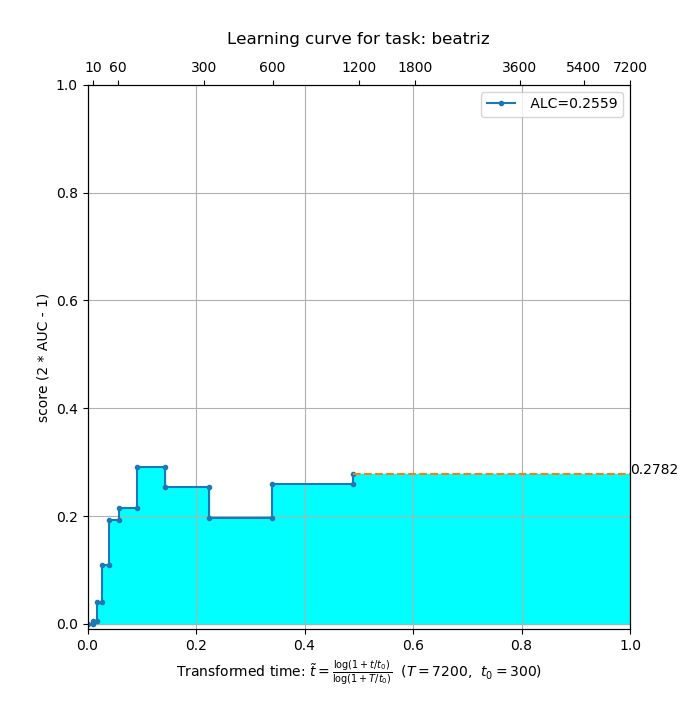 Learning curve for task: beatriz
10 60 300 600 1200 1800 3600 5400 7200
1.0
ALC=0.2559
0.8
0.6
score (2 * AUC - 1)
0.4
0.2782
0.2
0.0
0.0 0.2 0.4 0.6 0.8 1.0
Transformed time: t̃ = log(1 + t/t₀) / log(1 + T/t₀) (T = 7200, t₀ = 300)